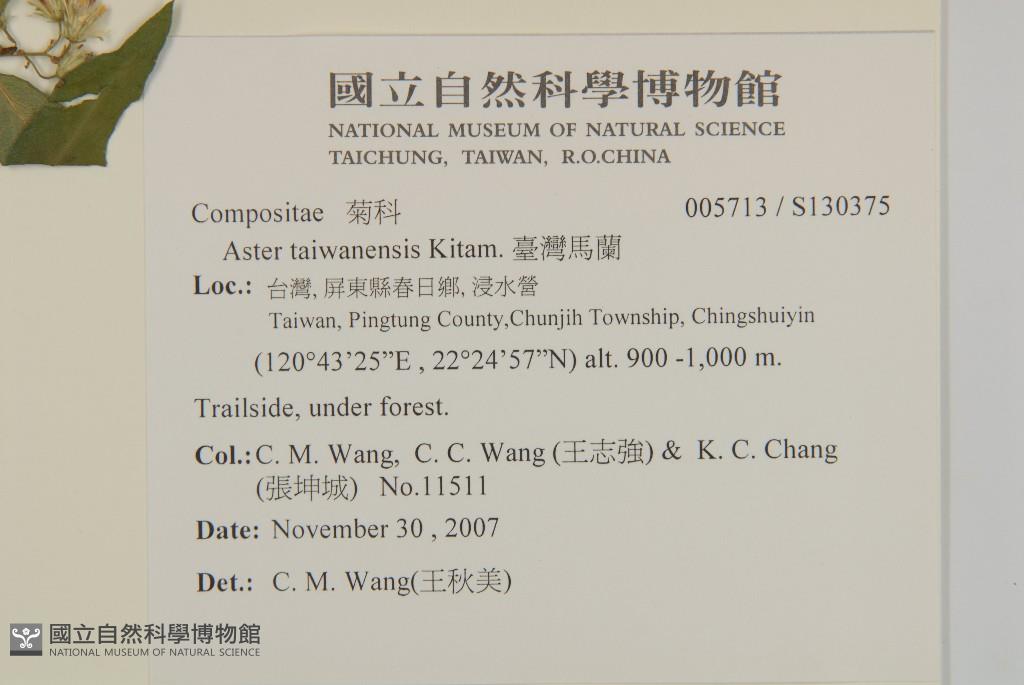 國立自然科學博物館
NATIONAL MUSEUM OF NATURAL SCIENCE
TAICHUNG, TAIWAN, R.O.CHINA
Compositae 菊科 005713 / S130375
Aster taiwanensis Kitam. 臺灣馬蘭
Loc.: 台灣, 屏東縣春日鄉, 浸水營
Taiwan, Pingtung County,Chunjih Township, Chingshuiyin
(120°43’25”E , 22°24’57”N) alt. 900 -1,000 m.
Trailside, under forest.
Col.: C. M. Wang, C. C. Wang (王志強) & K. C. Chang
(張坤城) No.11511
Date: November 30 , 2007
Det.: C. M. Wang(王秋美)
國立自然科學博物館
NATIONAL MUSEUM OF NATURAL SCIENCE